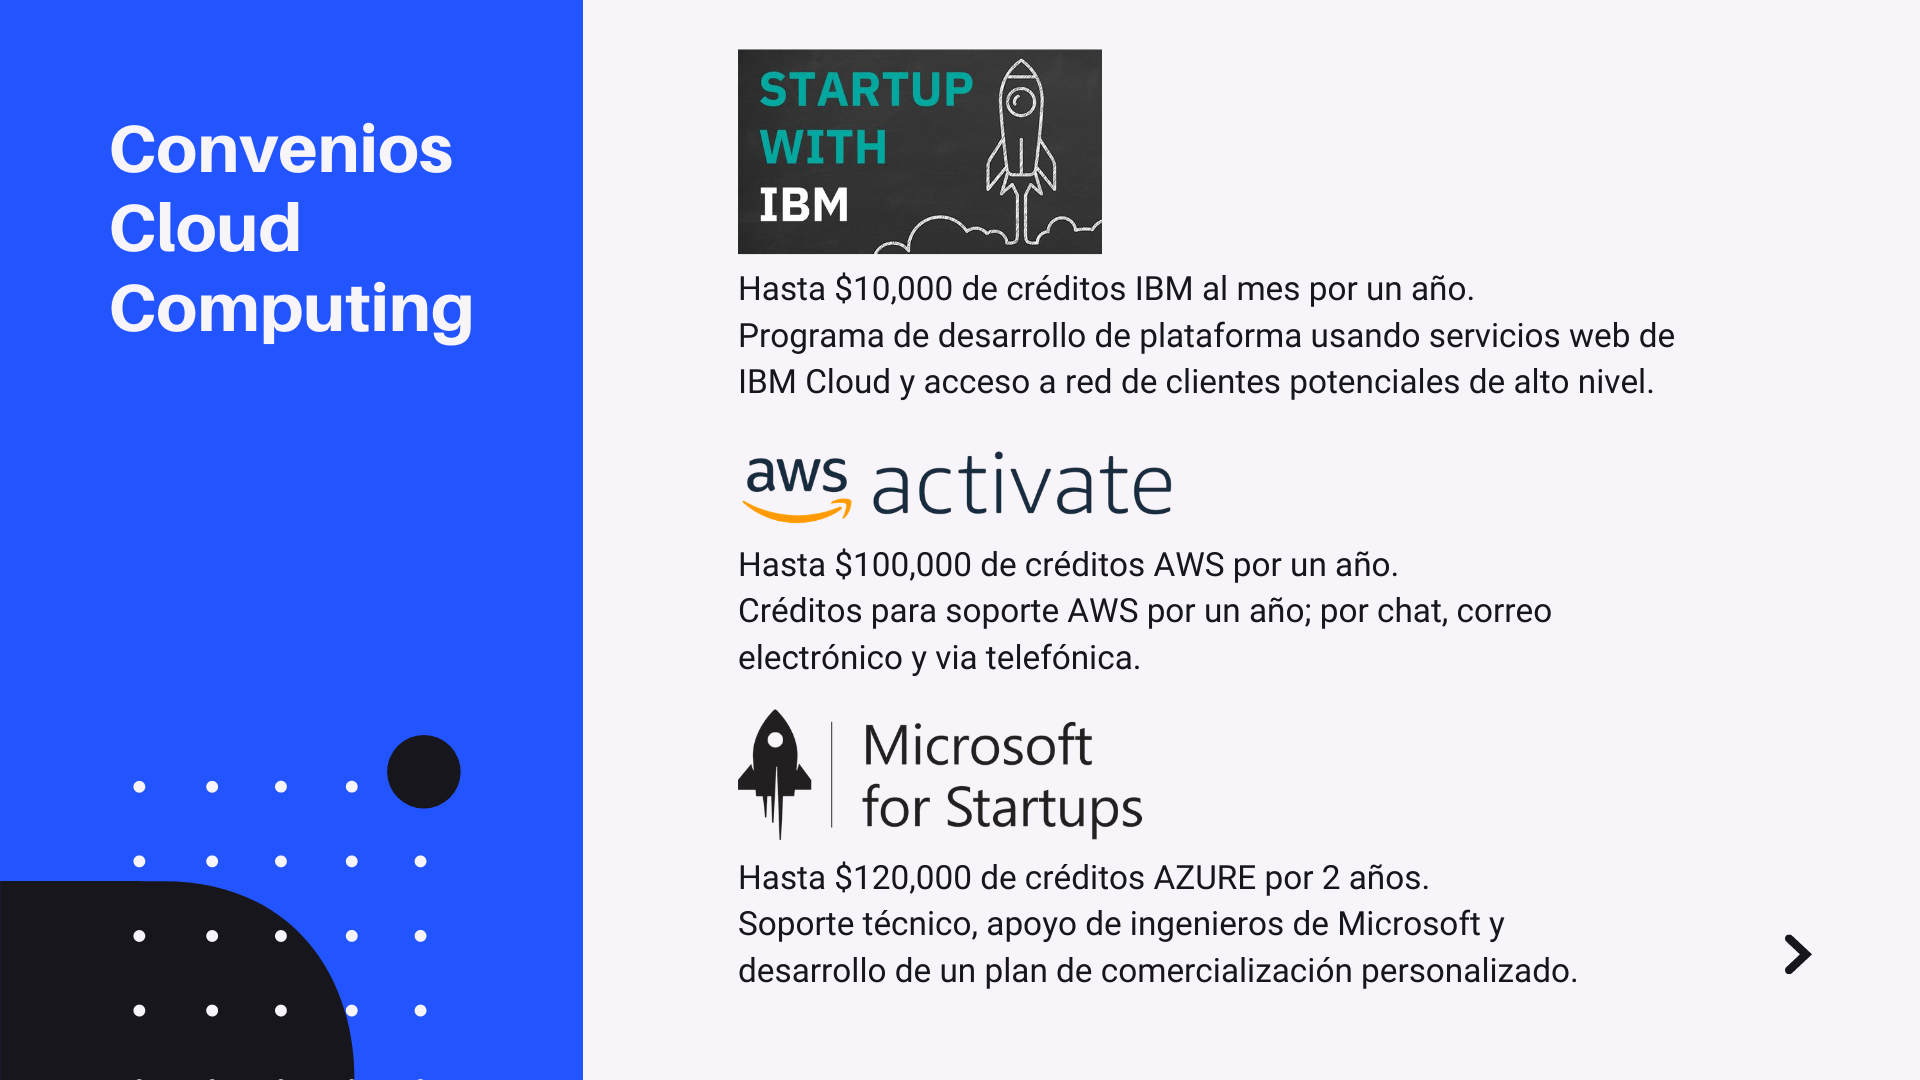 Convenios
Cloud
Computing
STARTUP
WITH
IBM
Hasta $10,000 de créditos IBM al mes por un año.
Programa de desarrollo de plataforma usando servicios web de
IBM Cloud y acceso a red de clientes potenciales de alto nivel.
aws activate
Hasta $100,000 de créditos AWS por un año.
Créditos para soporte AWS por un año; por chat, correo
electrónico y via telefónica.
Microsoft
for Startups
Hasta $120,000 de créditos AZURE por 2 años.
Soporte técnico, apoyo de ingenieros de Microsoft y
desarrollo de un plan de comercialización personalizado.